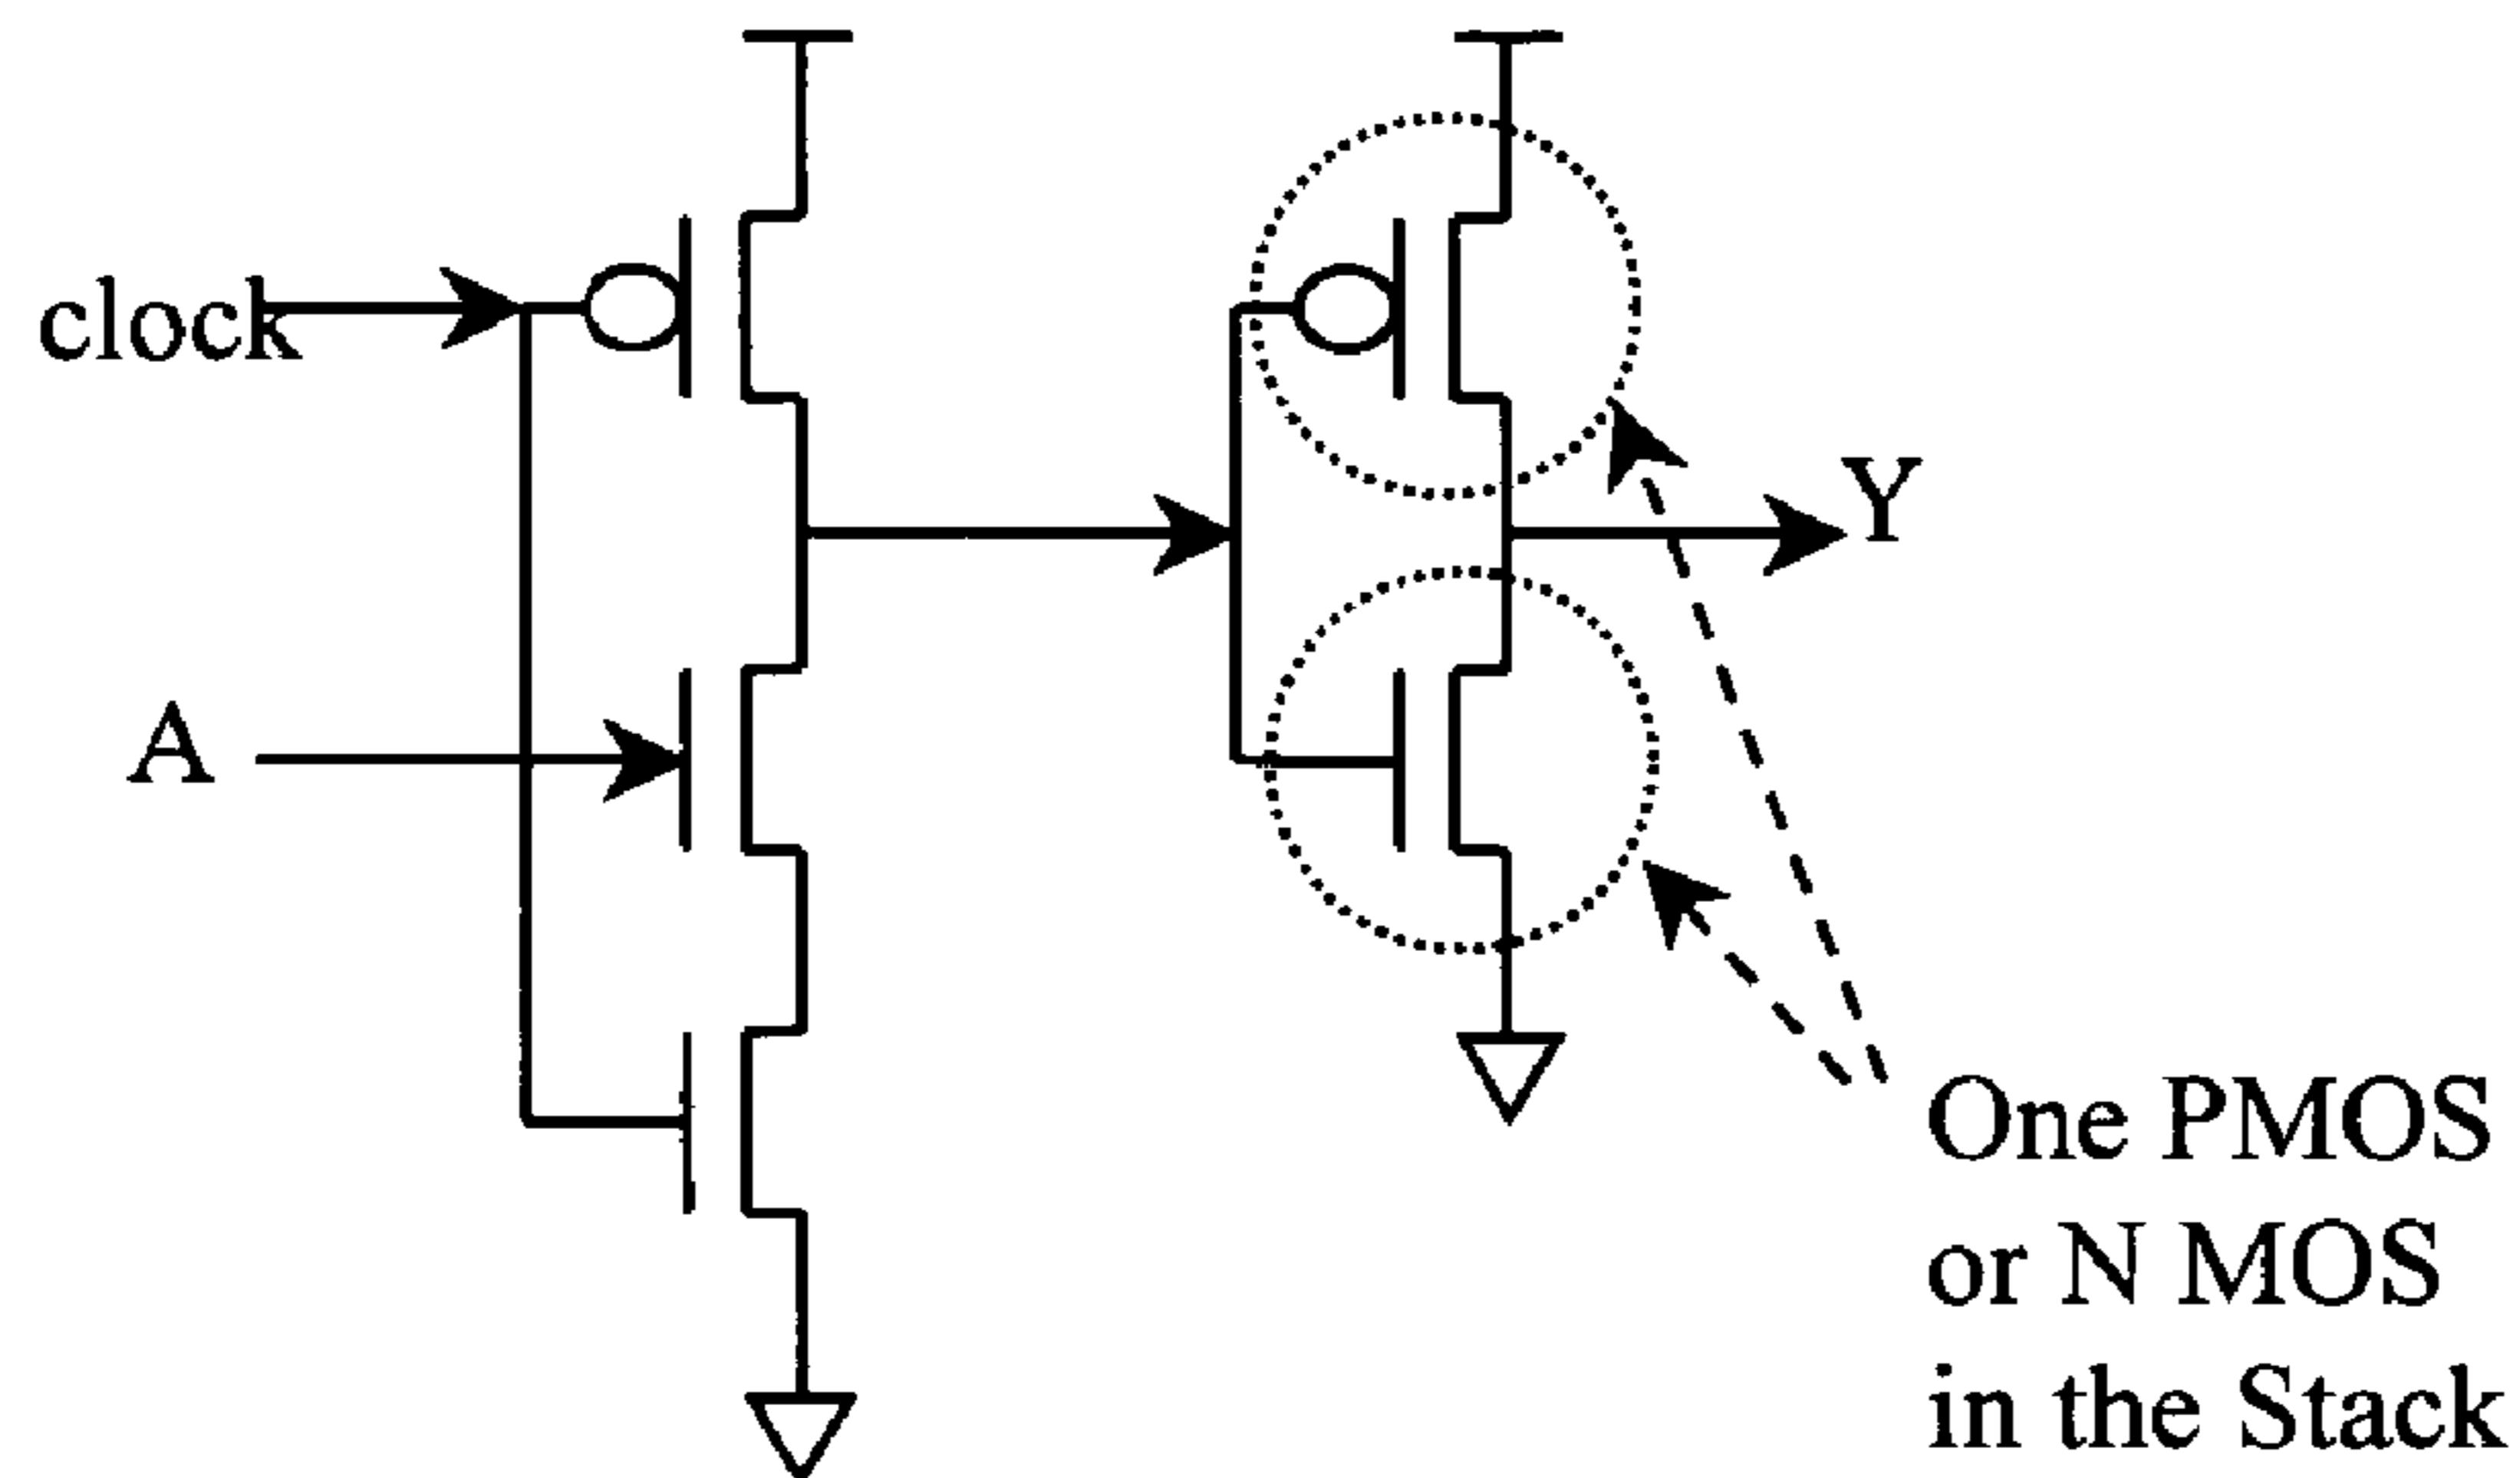 clock
A
Y
One PMOS
or N MOS
in the Stack